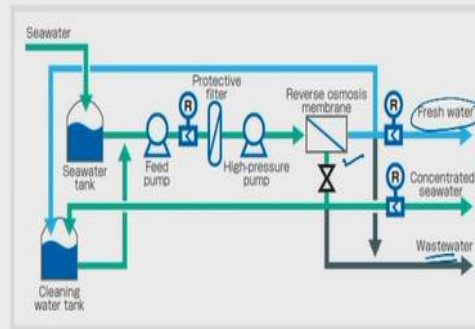 Seawater
Protective
filter
R
Reverse osmosis
membrane
R
Fresh water
Seawater
tank
Feed
pump
High-pressure
pump
R
Concentrated
seawater
Wastewater
Cleaning
water tank